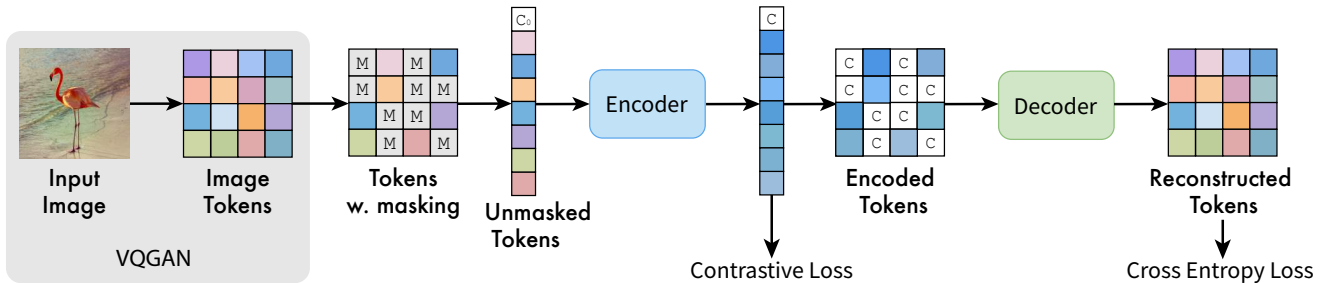 C₀
C
M M
M M M
M M
M M
C C
C C C
C C
C C
Encoder
Decoder
Input
Image
Image
Tokens
Tokens
w. masking
Unmasked
Tokens
Encoded
Tokens
Reconstructed
Tokens
VQGAN
Contrastive Loss
Cross Entropy Loss